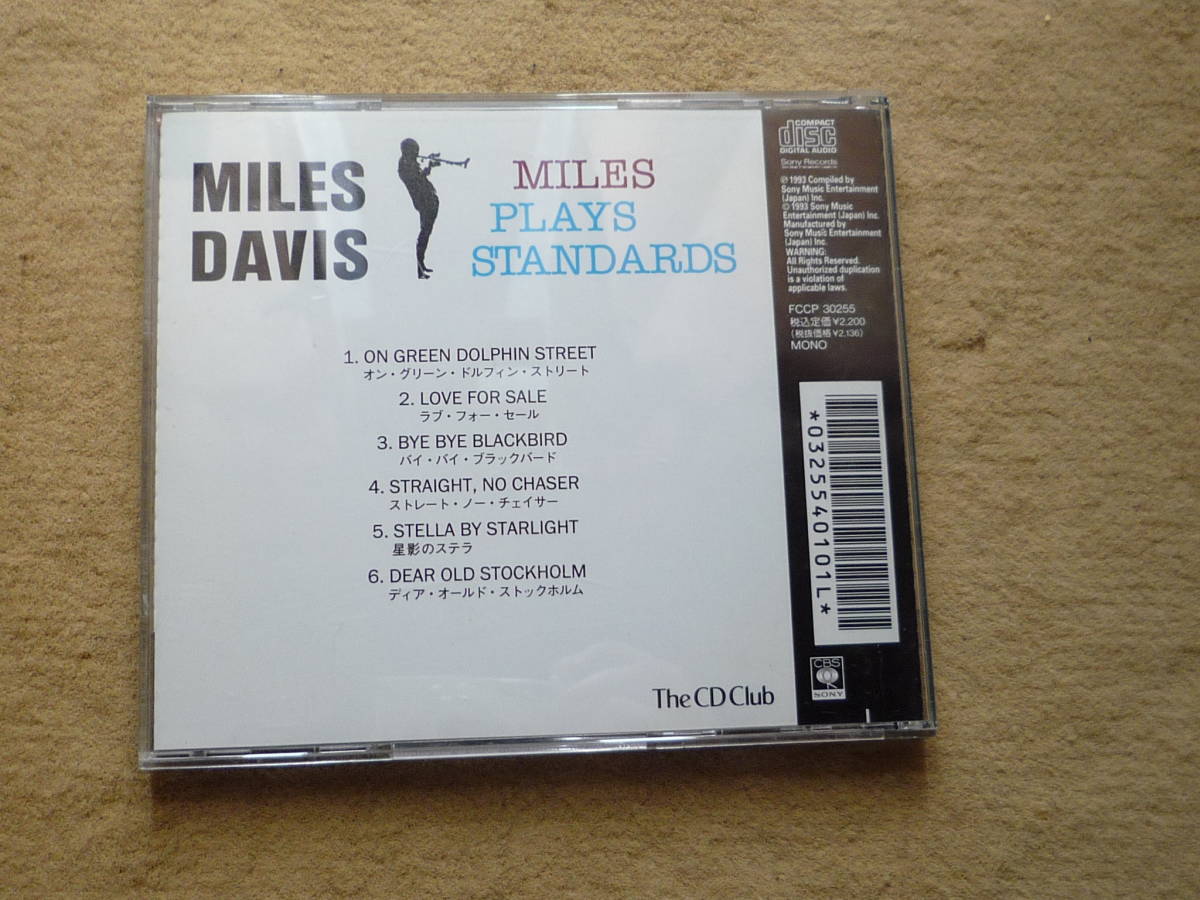 MILES
DAVIS
MILES
PLAYS
STANDARDS
1. ON GREEN DOLPHIN STREET
オン・グリーン・ドルフィン・ストリート
2. LOVE FOR SALE
ラブ・フォー・セール
3. BYE BYE BLACKBIRD
バイ・バイ・ブラックバード
4. STRAIGHT, NO CHASER
ストレート・ノー・チェイサー
5. STELLA BY STARLIGHT
星影のステラ
6. DEAR OLD STOCKHOLM
ディア・オールド・ストックホルム
The CD Club
COMPACT
disc
DIGITAL AUDIO
Sony Records
℗ 1993 Compiled by
Sony Music Entertainment
(Japan) Inc.
© 1993 Sony Music
Entertainment (Japan) Inc.
Manufactured by
Sony Music Entertainment
(Japan) Inc.
WARNING:
All Rights Reserved.
Unauthorized duplication
is a violation of
applicable laws.
FCCP 30255
税込定価¥2,200
(税抜価格¥2,136)
MONO
*0325540101L*
CBS
SONY